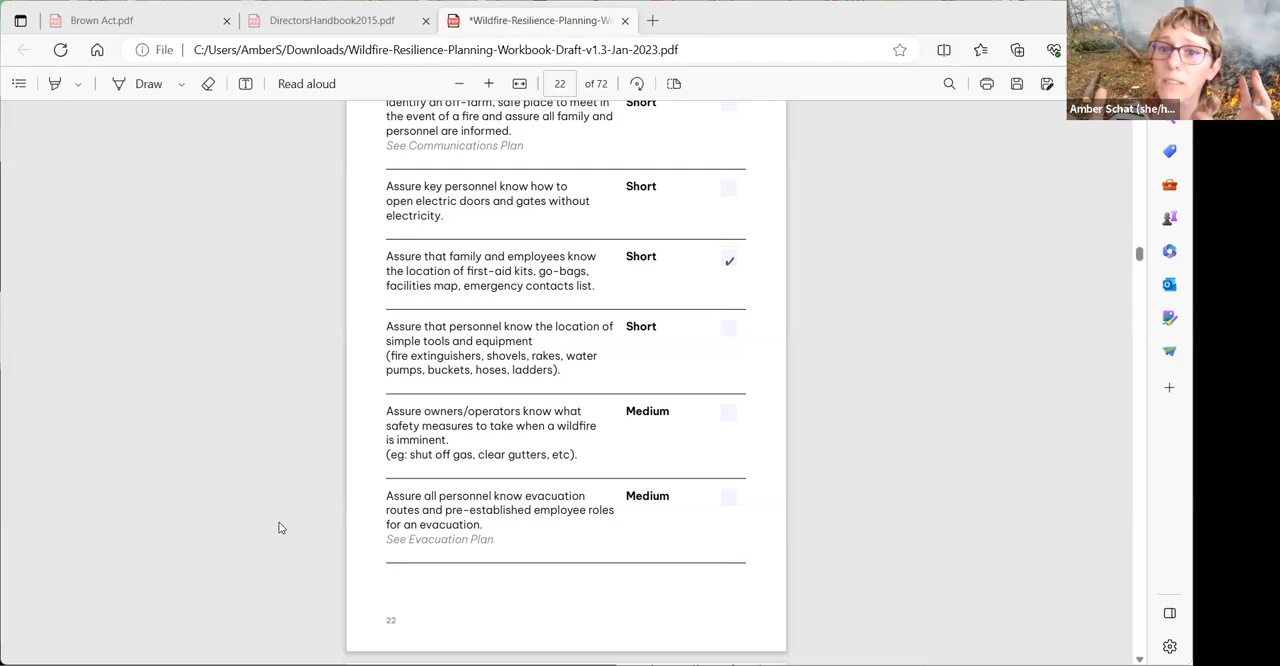 Brown Act.pdf
DirectorsHandbook2015.pdf
*Wildfire-Resilience-Planning-Wo
File
C:/Users/AmberS/Downloads/Wildfire-Resilience-Planning-Workbook-Draft-v1.3-Jan-2023.pdf
Draw
Read aloud
22
of 72
Amber Schat (she/h...
identify an off-farm, safe place to meet in
Short
the event of a fire and assure all family and
personnel are informed.
See Communications Plan
Assure key personnel know how to
Short
open electric doors and gates without
electricity.
Assure that family and employees know
Short
the location of first-aid kits, go-bags,
facilities map, emergency contacts list.
Assure that personnel know the location of
Short
simple tools and equipment
(fire extinguishers, shovels, rakes, water
pumps, buckets, hoses, ladders).
Assure owners/operators know what
Medium
safety measures to take when a wildfire
is imminent.
(eg: shut off gas, clear gutters, etc).
Assure all personnel know evacuation
Medium
routes and pre-established employee roles
for an evacuation.
See Evacuation Plan
22